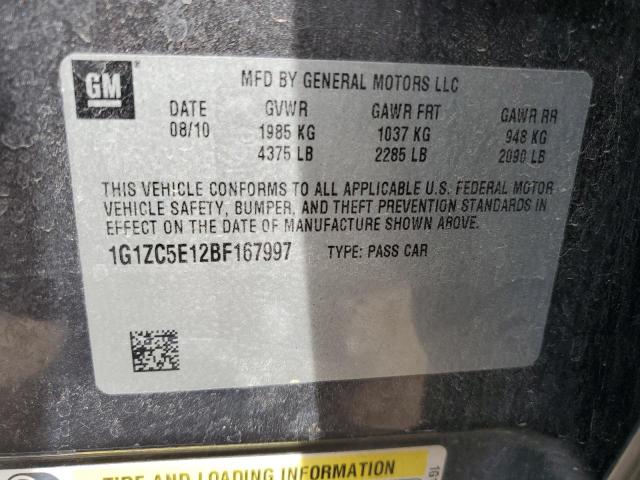 GM
MFD BY GENERAL MOTORS LLC
DATE GVWR GAWR FRT GAWR RR
08/10 1985 KG 1037 KG 948 KG
4375 LB 2285 LB 2090 LB
THIS VEHICLE CONFORMS TO ALL APPLICABLE U.S. FEDERAL MOTOR
VEHICLE SAFETY, BUMPER, AND THEFT PREVENTION STANDARDS IN
EFFECT ON THE DATE OF MANUFACTURE SHOWN ABOVE.
1G1ZC5E12BF167997 TYPE: PASS CAR
TIRE AND LOADING INFORMATION